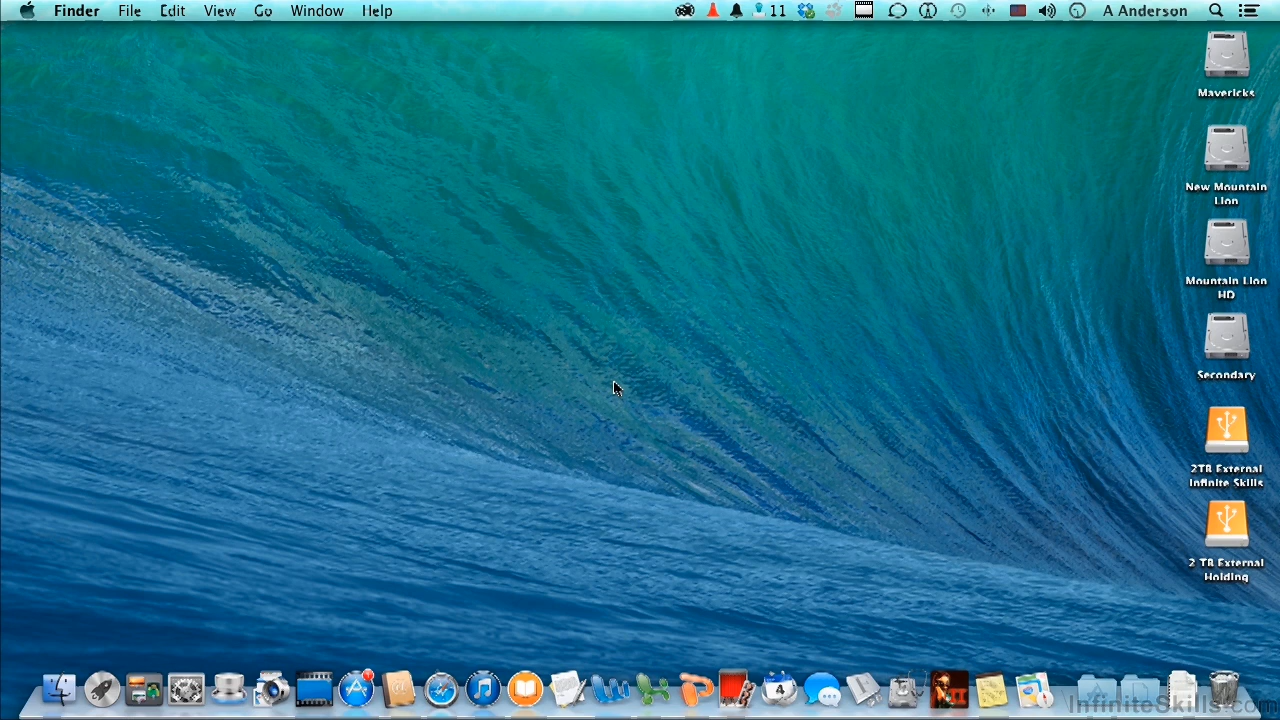 Finder File Edit View Go Window Help 11 A Anderson
Mavericks
New Mountain
Lion
Mountain Lion
HD
Secondary
2TB External
Infinite Skills
2 TB External
Holding
4
InfiniteSkills.com